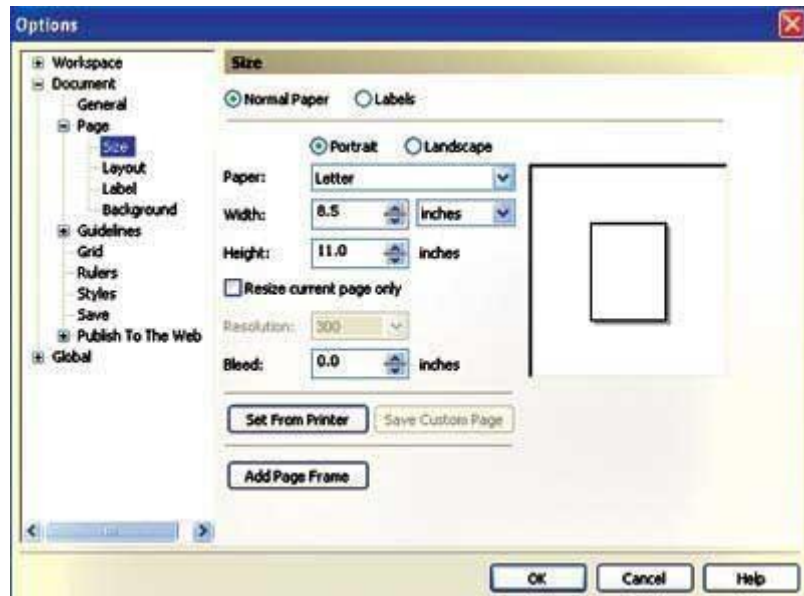 Options
Workspace
Document
General
Page
Size
Layout
Label
Background
Guidelines
Grid
Rulers
Styles
Save
Publish To The Web
Global
Size
Normal Paper Labels
Portrait Landscape
Paper: Letter
Width: 8.5 inches
Height: 11.0 inches
Resize current page only
Resolution: 300
Bleed: 0.0 inches
Set From Printer Save Custom Page
Add Page Frame
OK Cancel Help